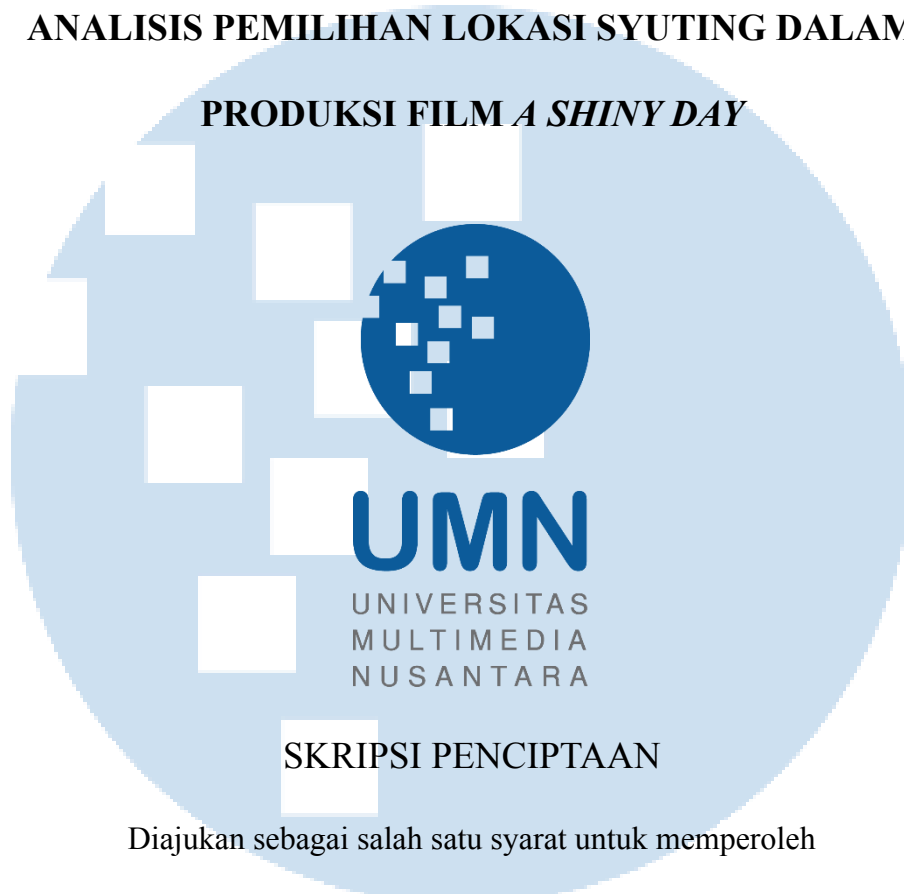 ANALISIS PEMILIHAN LOKASI SYUTING DALAM
PRODUKSI FILM A SHINY DAY
UMN
UNIVERSITAS
MULTIMEDIA
NUSANTARA
SKRIPSI PENCIPTAAN
Diajukan sebagai salah satu syarat untuk memperoleh